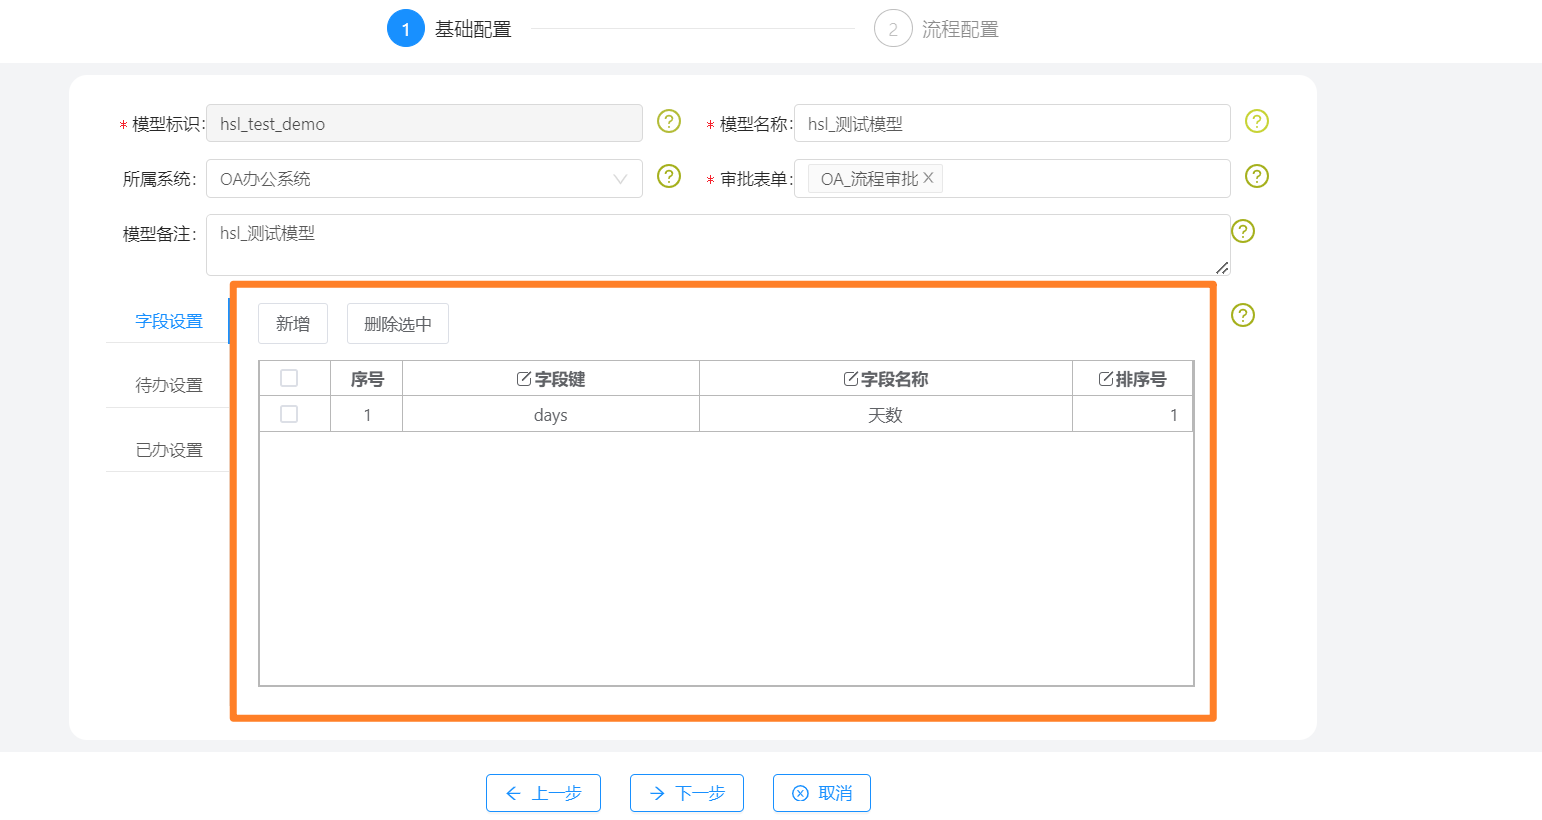 1 基础配置 2 流程配置
* 模型标识: hsl_test_demo ? * 模型名称: hsl_测试模型 ?
所属系统: OA办公系统 ? * 审批表单: OA_流程审批 ?
模型备注: hsl_测试模型 ?
字段设置 新增 删除选中 ?
序号 字段键 字段名称 排序号
待办设置
1 days 天数 1
已办设置
上一步 下一步 取消